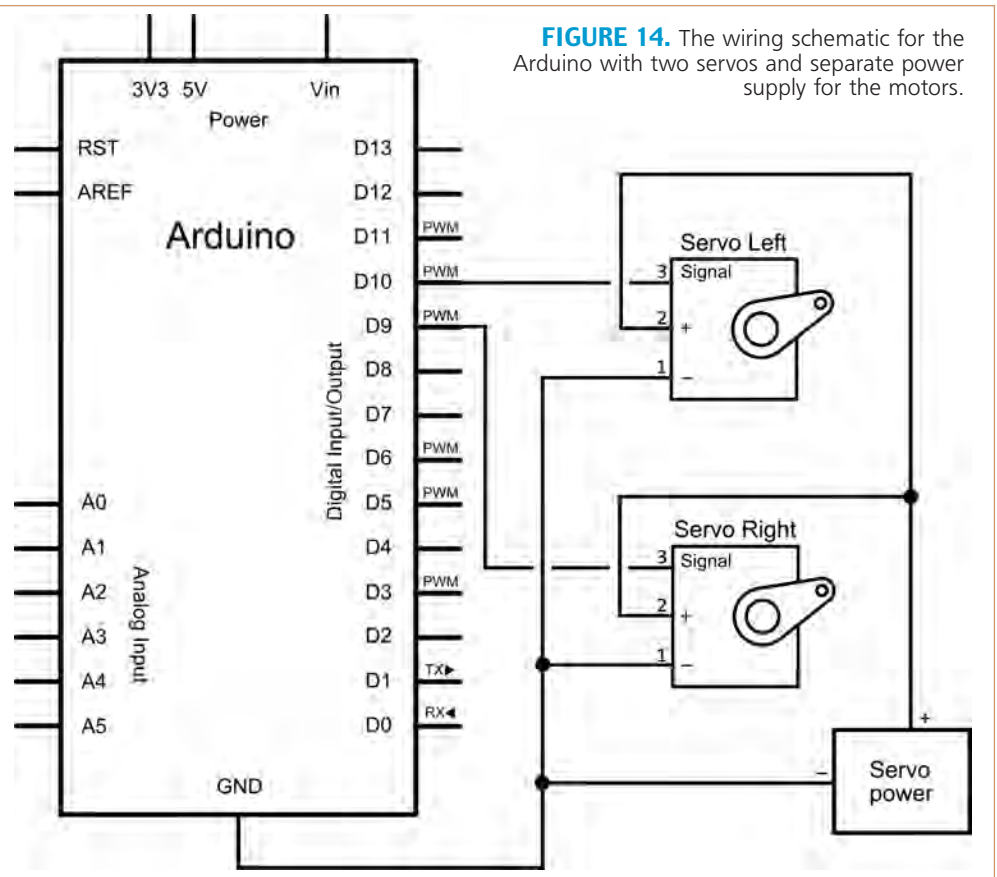 FIGURE 14. The wiring schematic for the
Arduino with two servos and separate power
supply for the motors.
3V3 5V Vin
Power
RST
AREF
Arduino
A0
A1
A2
A3
A4
A5
Analog Input
D13
D12
D11 PWM
D10 PWM
D9 PWM
D8
D7
D6 PWM
D5 PWM
D4
D3 PWM
D2
D1 TX▶
D0 RX◀
Digital Input/Output
GND
Servo Left
3 Signal
2 +
1 –
Servo Right
3 Signal
2 +
1 –
+
–
Servo
power